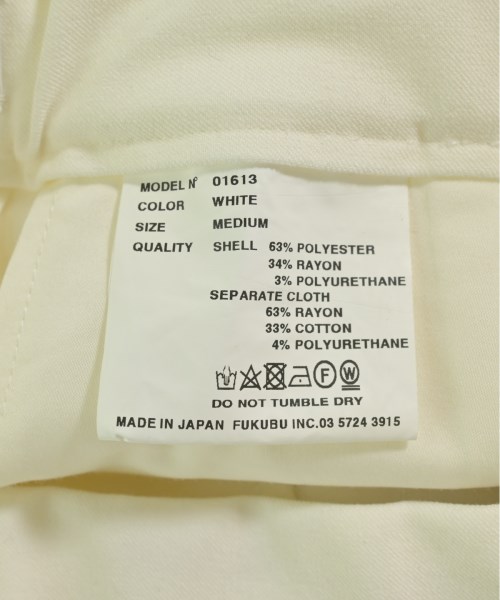 MODEL Nº 01613
COLOR WHITE
SIZE MEDIUM
QUALITY SHELL 63% POLYESTER
34% RAYON
3% POLYURETHANE
SEPARATE CLOTH
63% RAYON
33% COTTON
4% POLYURETHANE
F W
DO NOT TUMBLE DRY
MADE IN JAPAN FUKUBU INC.03 5724 3915